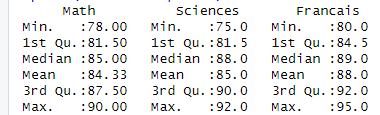 Math Sciences Francais
Min. :78.00 Min. :75.0 Min. :80.0
1st Qu.:81.50 1st Qu.:81.5 1st Qu.:84.5
Median :85.00 Median :88.0 Median :89.0
Mean :84.33 Mean :85.0 Mean :88.0
3rd Qu.:87.50 3rd Qu.:90.0 3rd Qu.:92.0
Max. :90.00 Max. :92.0 Max. :95.0